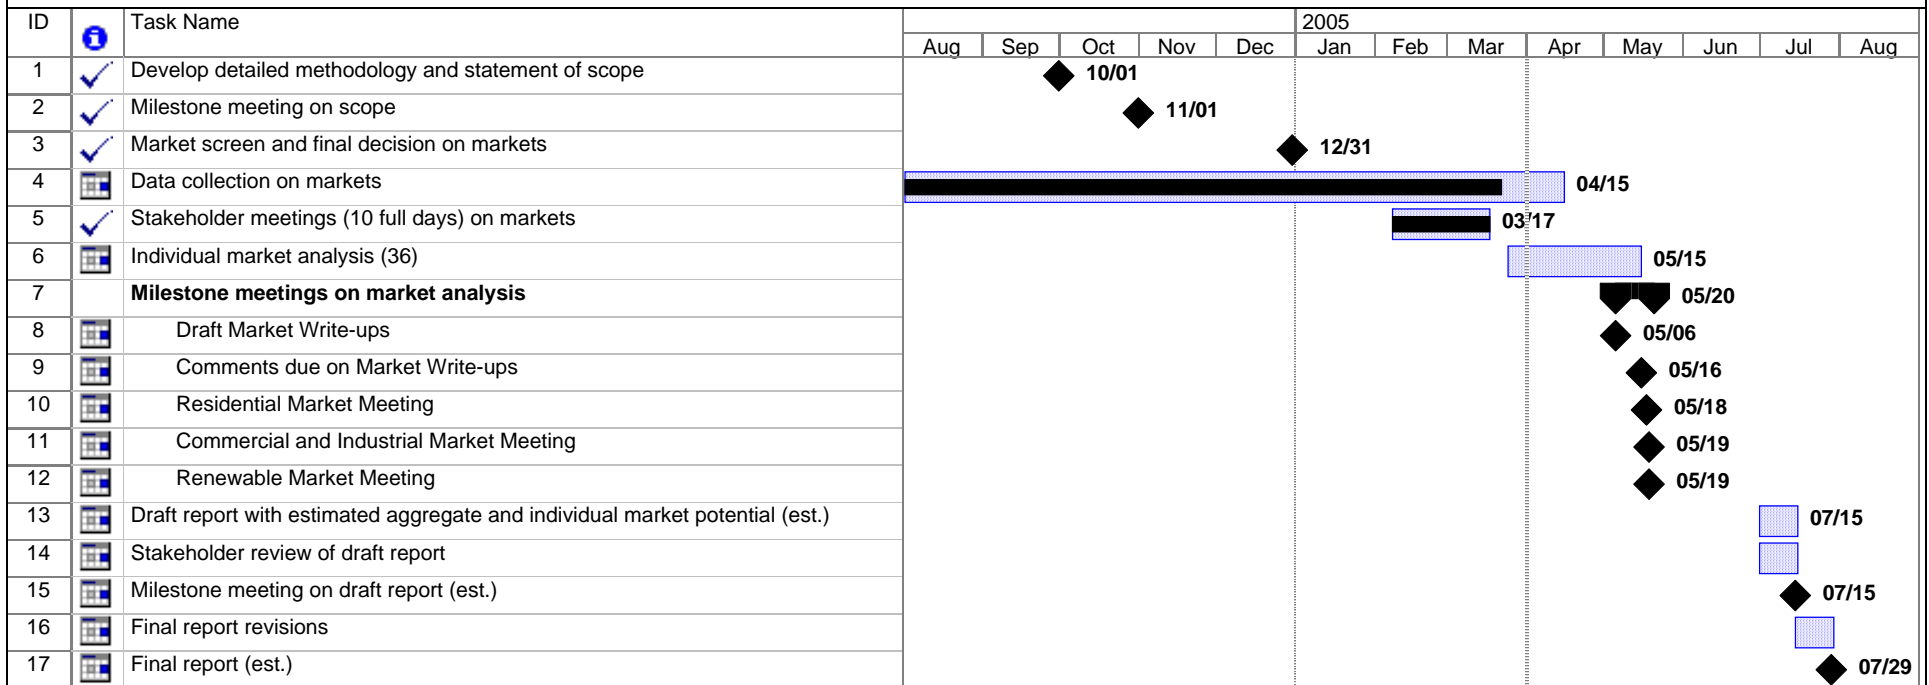 ID Task Name 2005
Aug Sep Oct Nov Dec Jan Feb Mar Apr May Jun Jul Aug
1 Develop detailed methodology and statement of scope 10/01
2 Milestone meeting on scope 11/01
3 Market screen and final decision on markets 12/31
4 Data collection on markets 04/15
5 Stakeholder meetings (10 full days) on markets 03/17
6 Individual market analysis (36) 05/15
7 Milestone meetings on market analysis 05/20
8 Draft Market Write-ups 05/06
9 Comments due on Market Write-ups 05/16
10 Residential Market Meeting 05/18
11 Commercial and Industrial Market Meeting 05/19
12 Renewable Market Meeting 05/19
13 Draft report with estimated aggregate and individual market potential (est.) 07/15
14 Stakeholder review of draft report
15 Milestone meeting on draft report (est.) 07/15
16 Final report revisions
17 Final report (est.) 07/29